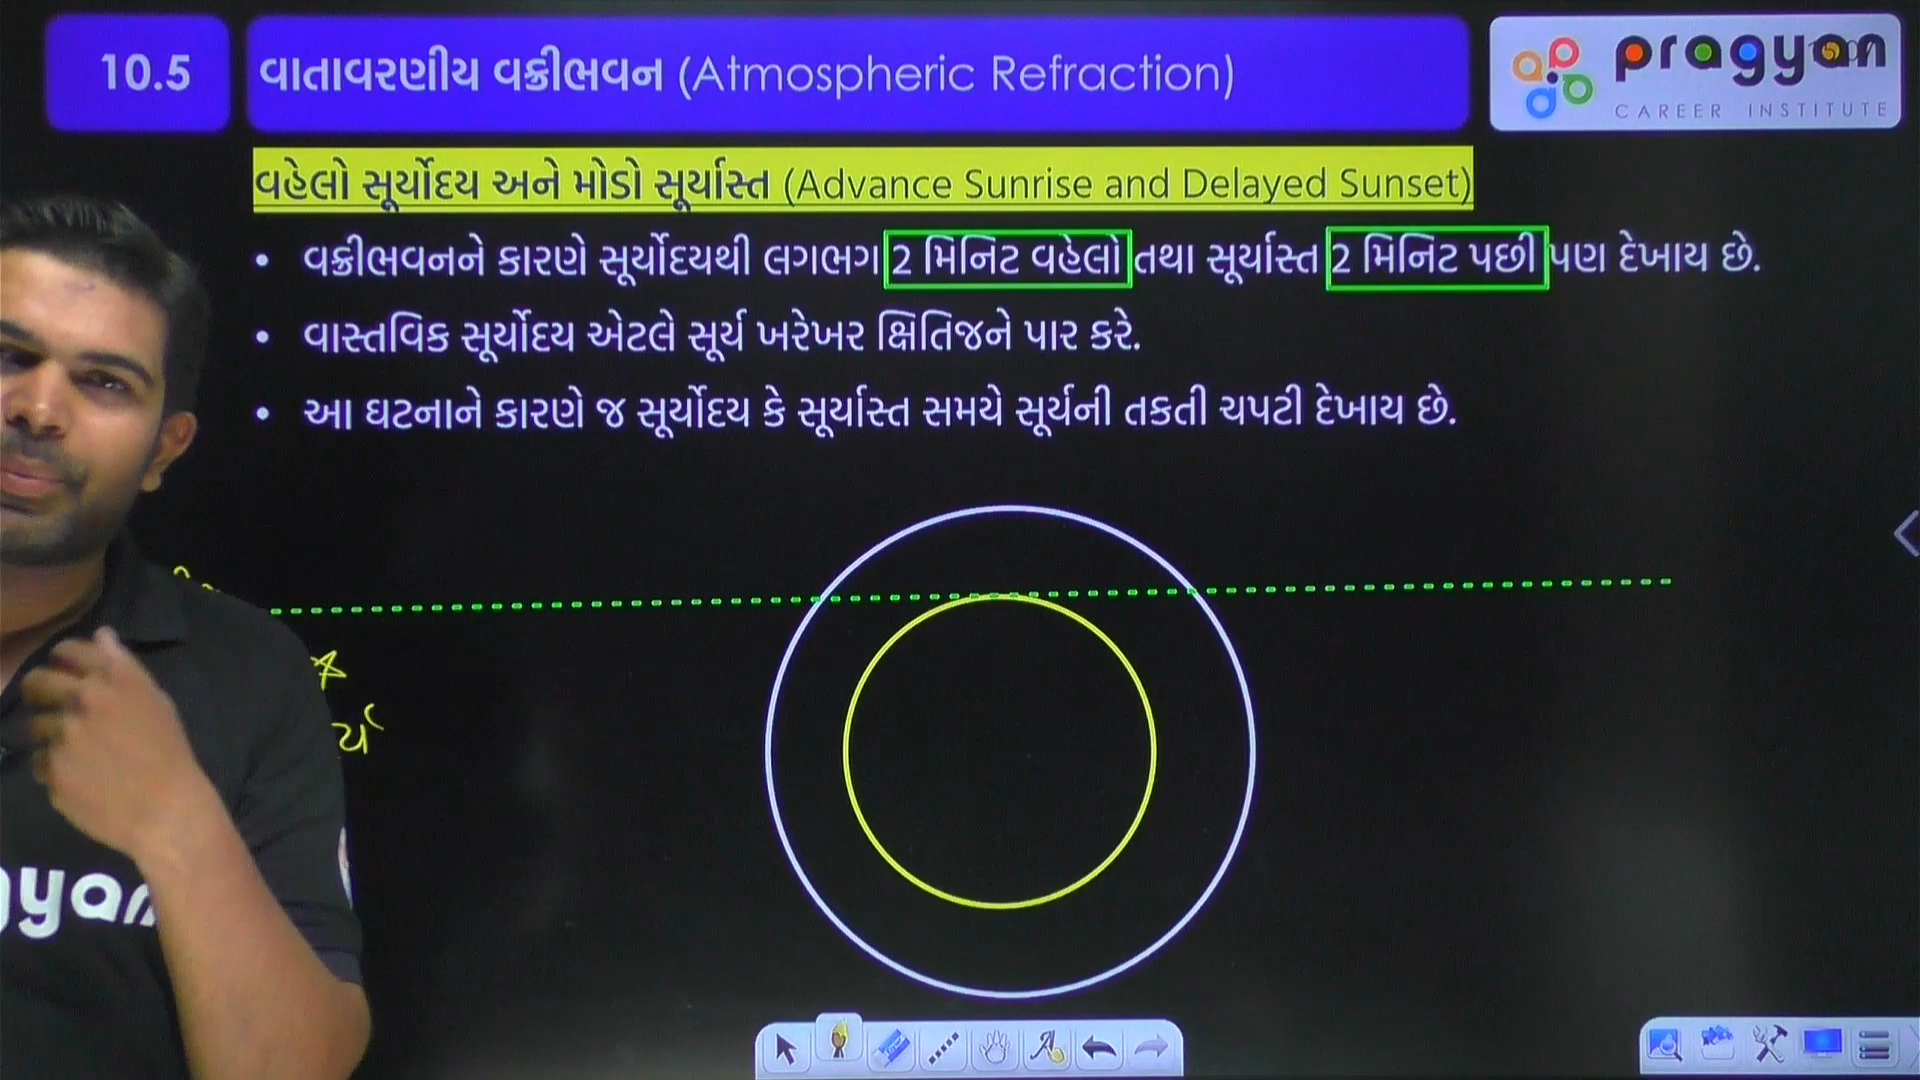 10.5
વાતાવરણીય વક્રીભવન (Atmospheric Refraction)
pragyan
CAREER INSTITUTE
વહેલો સૂર્યોદય અને મોડો સૂર્યાસ્ત (Advance Sunrise and Delayed Sunset)
• વક્રીભવનને કારણે સૂર્યોદયથી લગભગ 2 મિનિટ વહેલો તથા સૂર્યાસ્ત 2 મિનિટ પછી પણ દેખાય છે.
• વાસ્તવિક સૂર્યોદય એટલે સૂર્ય ખરેખર ક્ષિતિજને પાર કરે.
• આ ઘટનાને કારણે જ સૂર્યોદય કે સૂર્યાસ્ત સમયે સૂર્યની તકતી ચપટી દેખાય છે.